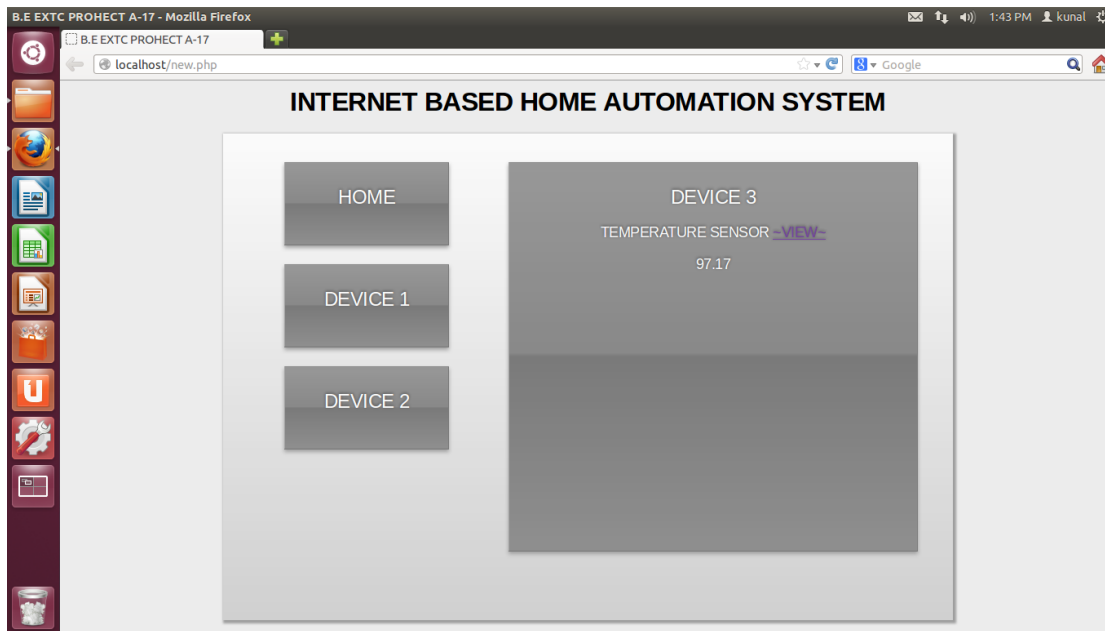 B.E EXTC PROHECT A-17 - Mozilla Firefox
1:43 PM kunal
B.E EXTC PROHECT A-17
localhost/new.php
8 Google
INTERNET BASED HOME AUTOMATION SYSTEM
HOME
DEVICE 1
DEVICE 2
DEVICE 3
TEMPERATURE SENSOR ~VIEW~
97.17